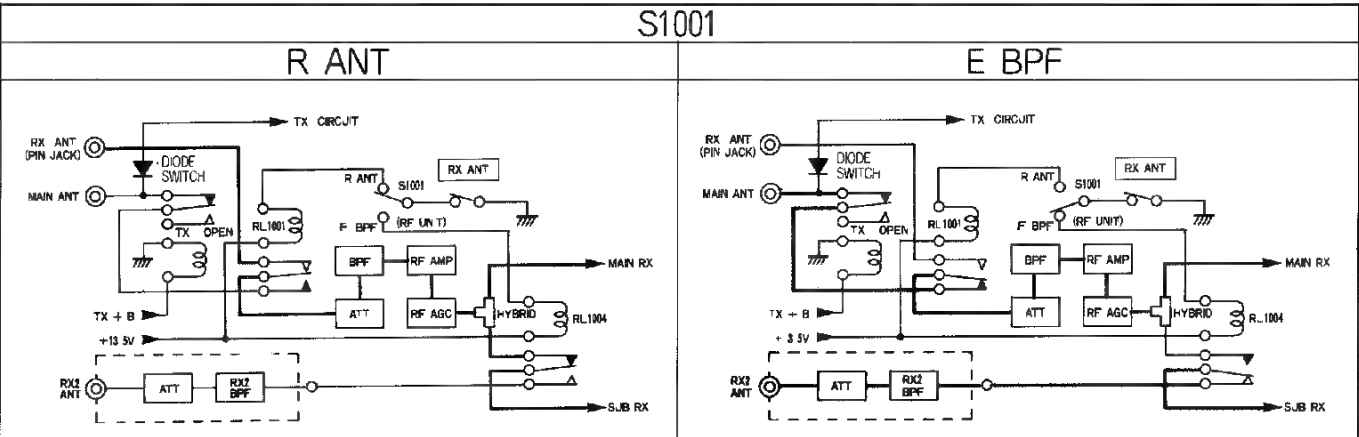 S1001
R ANT
E BPF
TX CIRCUIT
RX ANT
(PIN JACK)
DIODE
SWITCH
MAIN ANT
R ANT
S1001
RX ANT
TX OPEN
RL1001
F BPF
(RF UN T)
BPF
RF AMP
MAIN RX
ATT
RF AGC
HYBRID
RL1004
TX + B
+13 5V
RX2
ANT
ATT
RX2
BPF
SUB RX
TX CIRCUIT
RX ANT
(PIN JACK)
DIODE
SWITCH
MAIN ANT
R ANT
S1001
RX ANT
TX OPEN
RL1001
F BPF
(RF UNIT)
BPF
RF AMP
MAIN RX
ATT
RF AGC
HYBRID
RL1004
TX + B
+ 3 5V
RX2
ANT
ATT
RX2
BPF
SUB RX